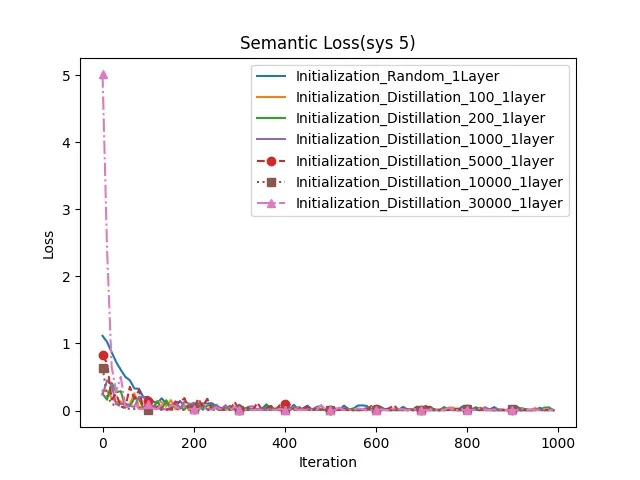 Semantic Loss(sys 5)
Initialization_Random_1Layer
Initialization_Distillation_100_1layer
Initialization_Distillation_200_1layer
Initialization_Distillation_1000_1layer
Initialization_Distillation_5000_1layer
Initialization_Distillation_10000_1layer
Initialization_Distillation_30000_1layer
5
4
3
2
1
0
Loss
0 200 400 600 800 1000
Iteration